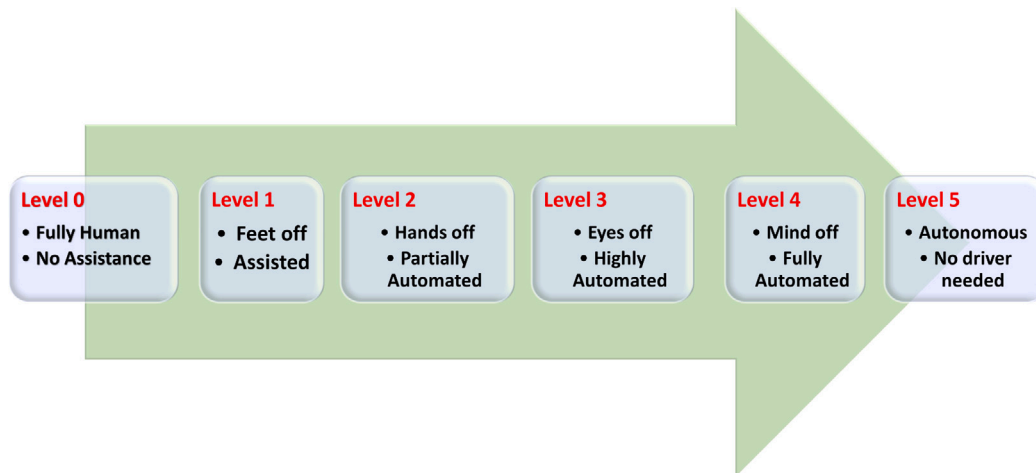 Level 0
• Fully Human
• No Assistance
Level 1
• Feet off
• Assisted
Level 2
• Hands off
• Partially
Automated
Level 3
• Eyes off
• Highly
Automated
Level 4
• Mind off
• Fully
Automated
Level 5
• Autonomous
• No driver
needed